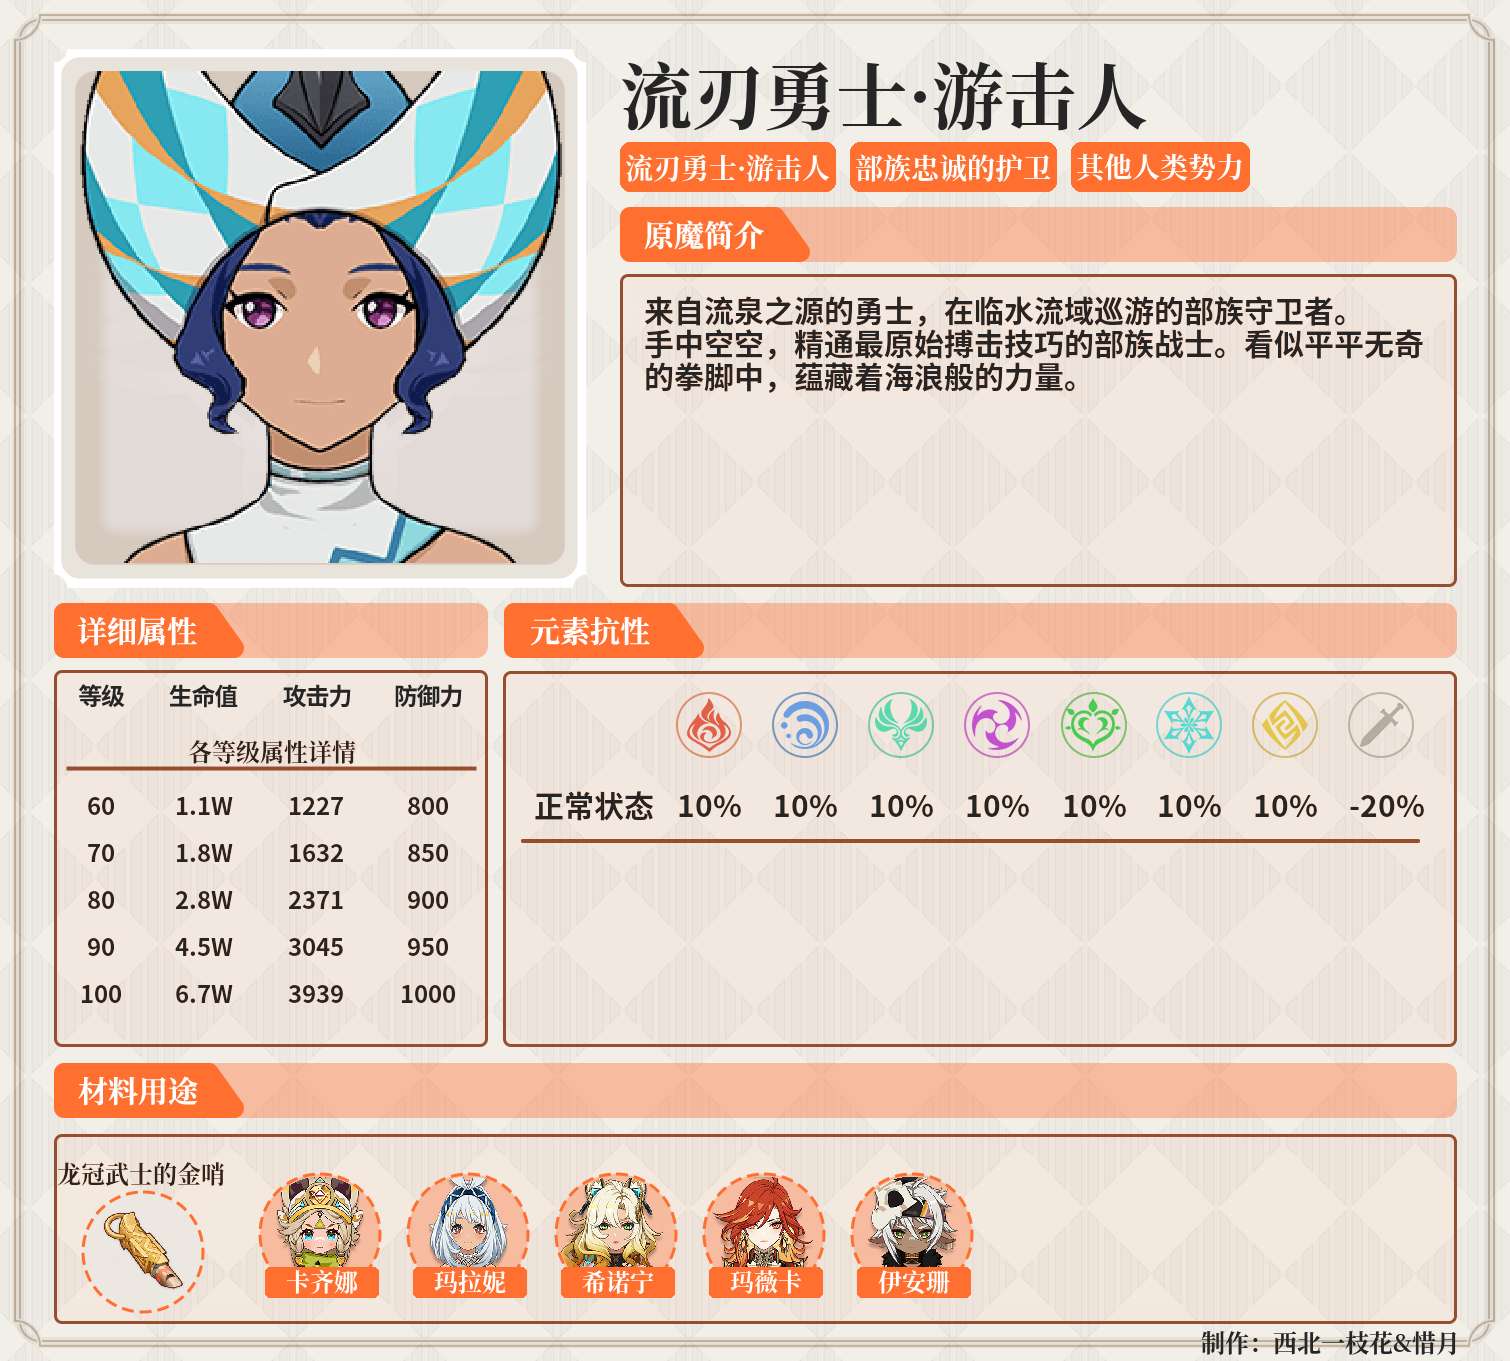 流刃勇士·游击人
流刃勇士·游击人 部族忠诚的护卫 其他人类势力
原魔简介
来自流泉之源的勇士，在临水流域巡游的部族守卫者。
手中空空，精通最原始搏击技巧的部族战士。看似平平无奇
的拳脚中，蕴藏着海浪般的力量。
详细属性
等级 生命值 攻击力 防御力
各等级属性详情
60 1.1W 1227 800
70 1.8W 1632 850
80 2.8W 2371 900
90 4.5W 3045 950
100 6.7W 3939 1000
元素抗性
正常状态 10% 10% 10% 10% 10% 10% 10% -20%
材料用途
龙冠武士的金哨
卡齐娜 玛拉妮 希诺宁 玛薇卡 伊安珊
制作：西北一枝花&惜月